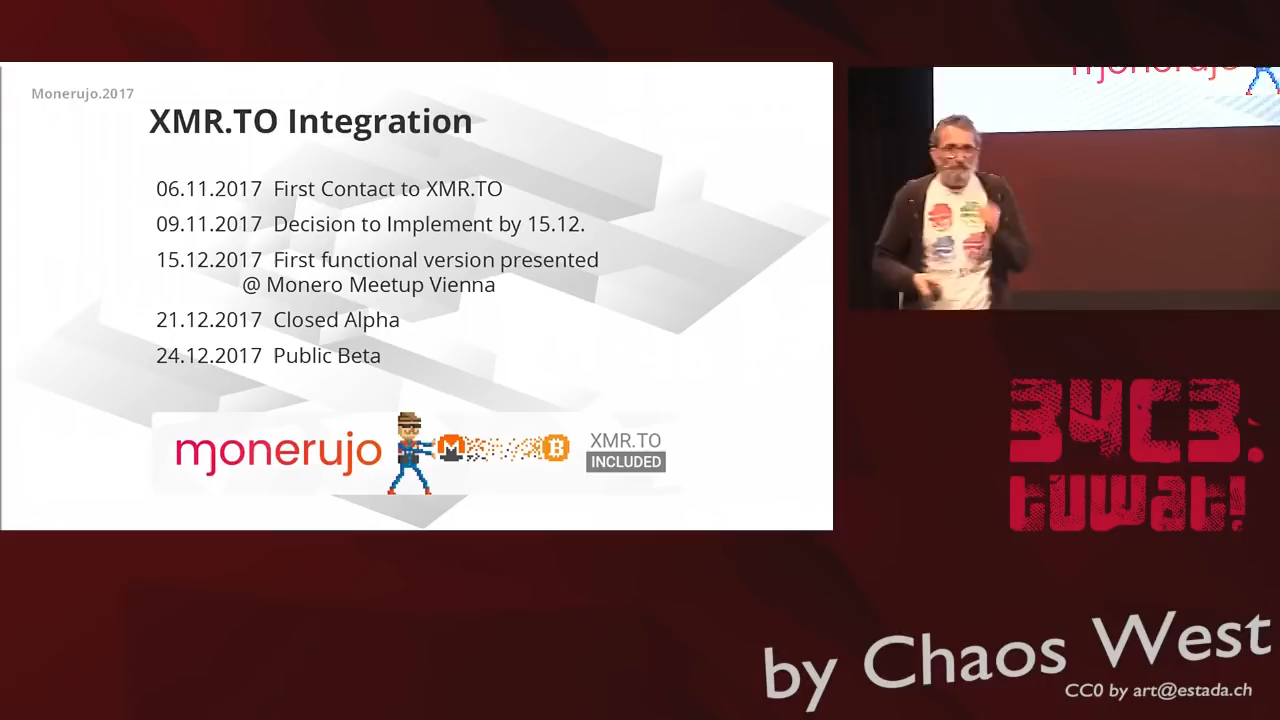 Monerujo.2017
XMR.TO Integration
06.11.2017 First Contact to XMR.TO
09.11.2017 Decision to Implement by 15.12.
15.12.2017 First functional version presented
@ Monero Meetup Vienna
21.12.2017 Closed Alpha
24.12.2017 Public Beta
monerujo
XMR.TO
INCLUDED
monerujo
34C3:
tuwat!
by Chaos West
CC0 by art@estada.ch